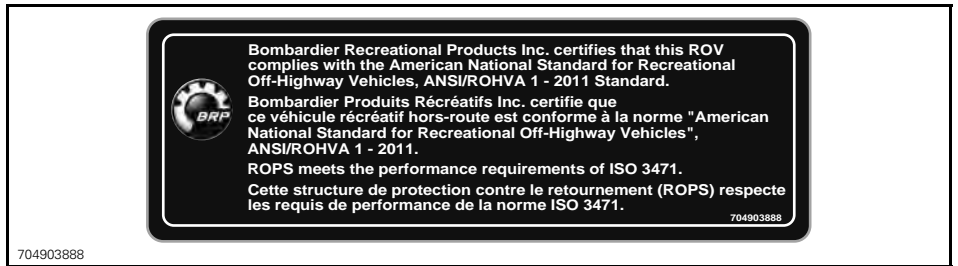 Bombardier Recreational Products Inc. certifies that this ROV
complies with the American National Standard for Recreational
Off-Highway Vehicles, ANSI/ROHVA 1 - 2011 Standard.
Bombardier Produits Récréatifs Inc. certifie que
ce véhicule récréatif hors-route est conforme à la norme "American
National Standard for Recreational Off-Highway Vehicles",
ANSI/ROHVA 1 - 2011.
ROPS meets the performance requirements of ISO 3471.
Cette structure de protection contre le retournement (ROPS) respecte
les requis de performance de la norme ISO 3471.
BRP
704903888
704903888